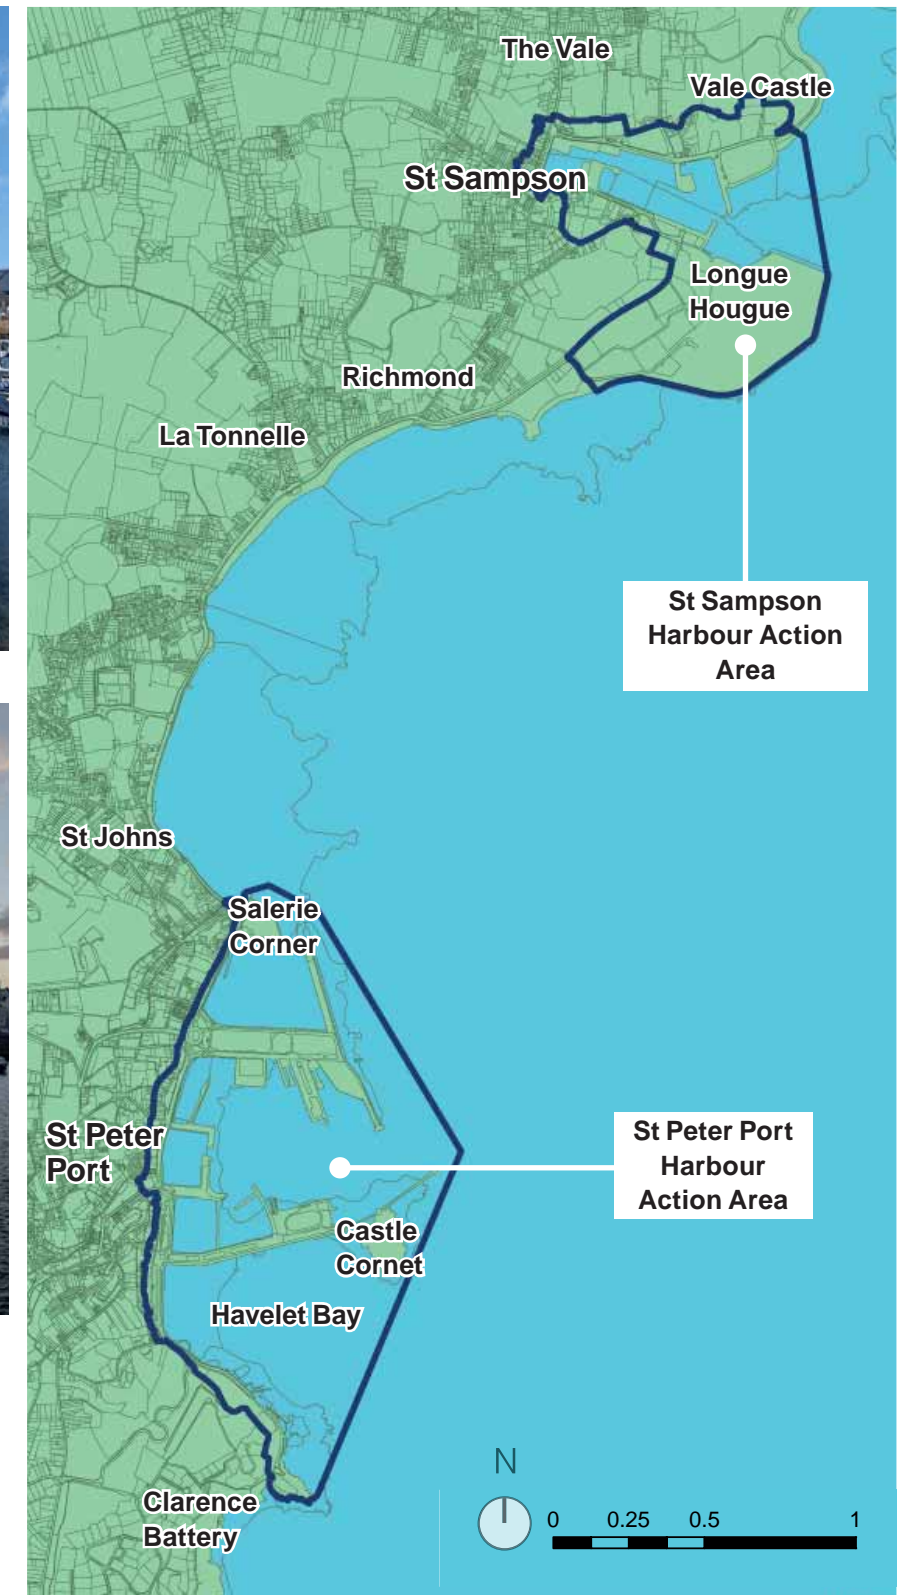 The Vale
Vale Castle
St Sampson
Longue
Hougue
Richmond
La Tonnelle
St Sampson
Harbour Action
Area
St Johns
Salerie
Corner
St Peter
Port
St Peter Port
Harbour
Action Area
Castle
Cornet
Havelet Bay
Clarence
Battery
N
0 0.25 0.5 1